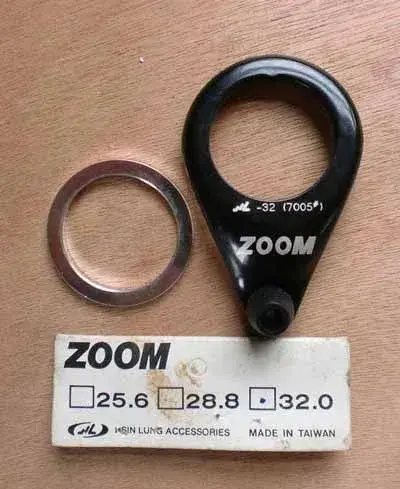 HL -32 (7005#)
ZOOM
ZOOM
25.6 28.8 32.0
HL HSIN LUNG ACCESSORIES MADE IN TAIWAN